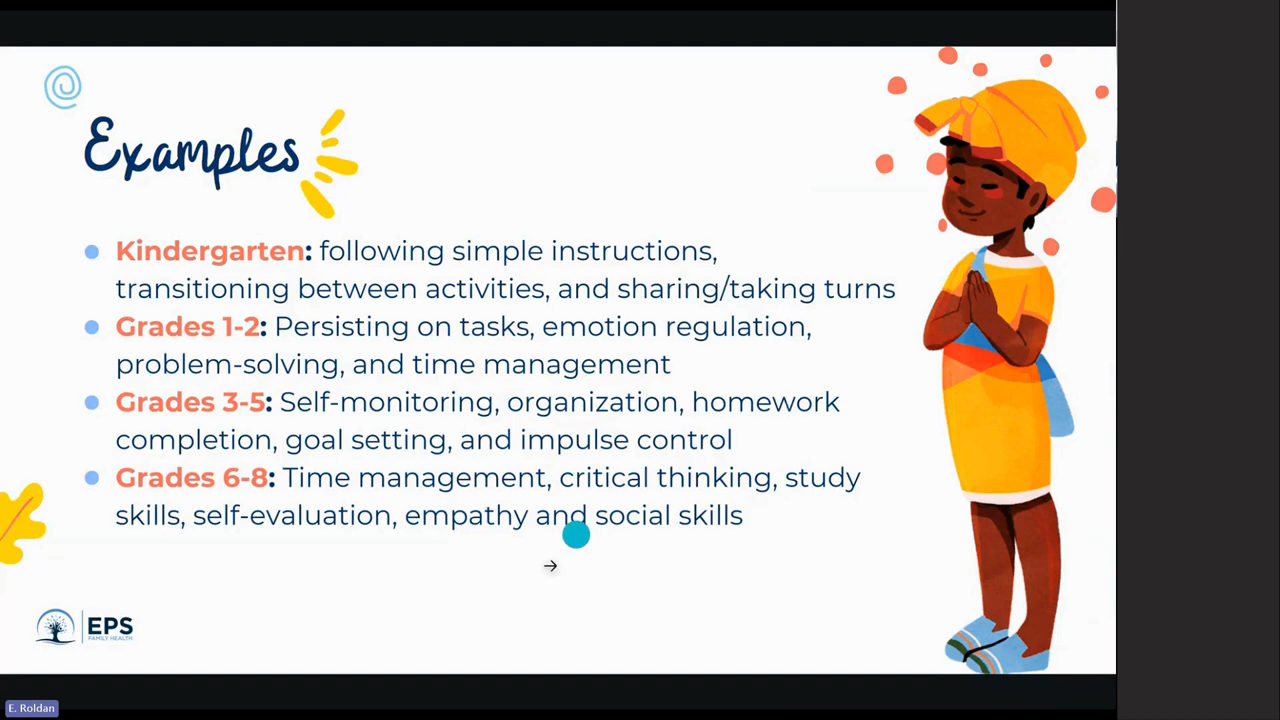 Examples
Kindergarten: following simple instructions,
transitioning between activities, and sharing/taking turns
Grades 1-2: Persisting on tasks, emotion regulation,
problem-solving, and time management
Grades 3-5: Self-monitoring, organization, homework
completion, goal setting, and impulse control
Grades 6-8: Time management, critical thinking, study
skills, self-evaluation, empathy and social skills
EPS
FAMILY HEALTH
E. Roldan